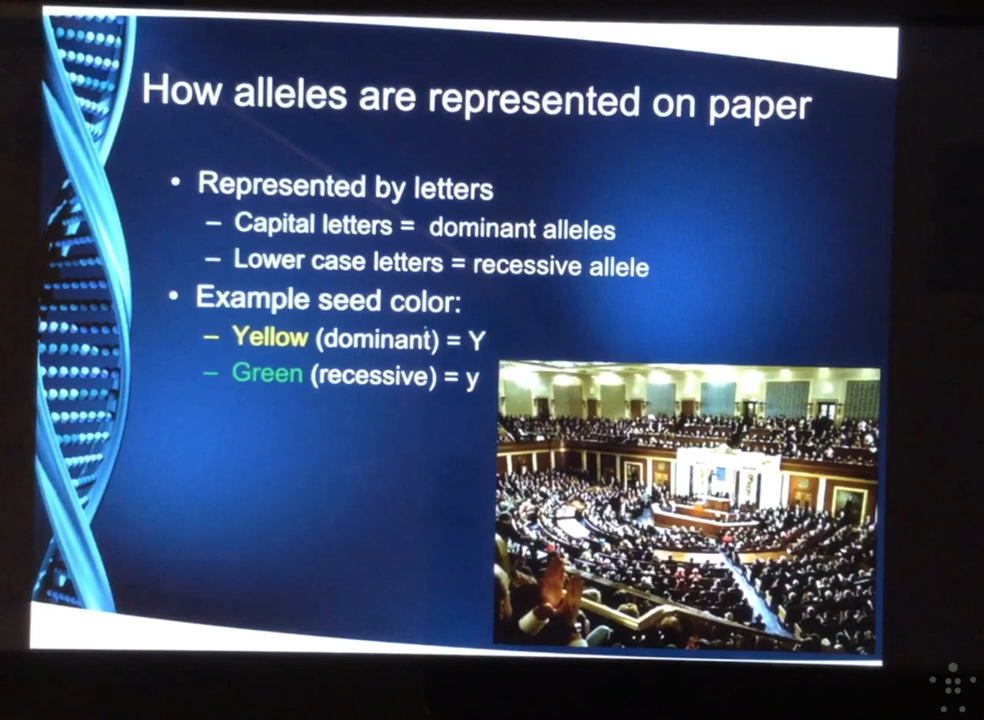 How alleles are represented on paper
• Represented by letters
– Capital letters = dominant alleles
– Lower case letters = recessive allele
• Example seed color:
– Yellow (dominant) = Y
– Green (recessive) = y